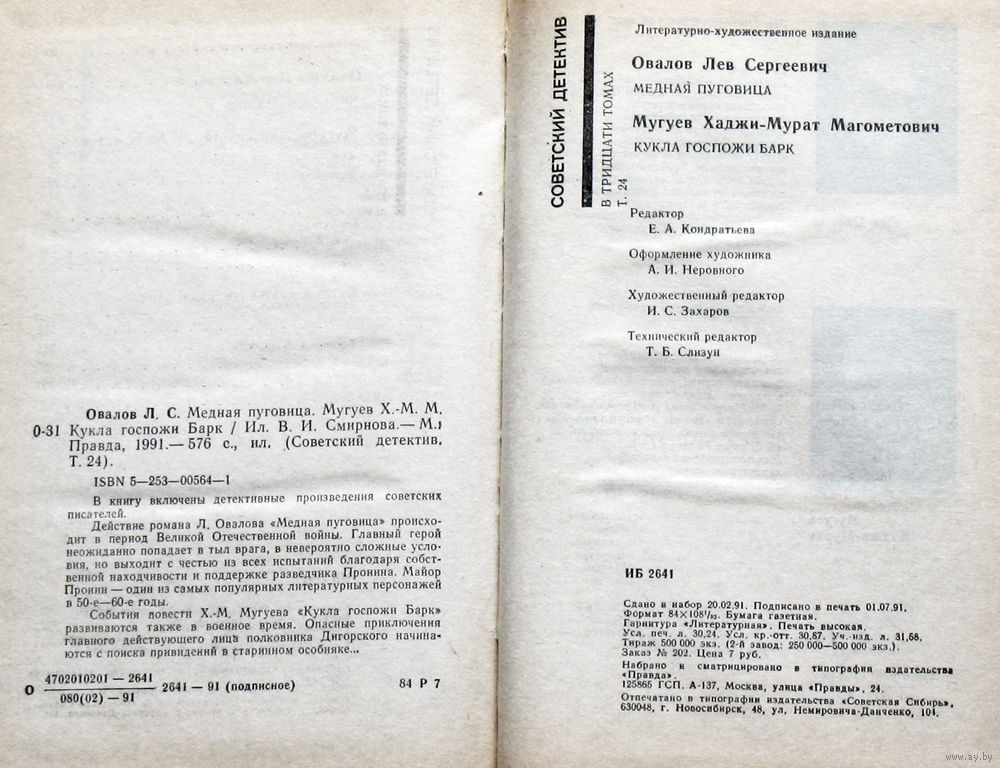 Овалов Л. С. Медная пуговица. Мугуев Х.-М. М.
О-31 Кукла госпожи Барк / Ил. В. И. Смирнова.— М.:
Правда, 1991.— 576 с., ил. (Советский детектив.
Т. 24).
ISBN 5—253—00564—1
В книгу включены детективные произведения советских
писателей.
Действие романа Л. Овалова «Медная пуговица» происхо-
дит в период Великой Отечественной войны. Главный герой
неожиданно попадает в тыл врага, в невероятно сложные усло-
вия, но выходит с честью из всех испытаний благодаря собст-
венной находчивости и поддержке разведчика Пронина. Майор
Пронин — один из самых популярных литературных персонажей
в 50-е—60-е годы.
События повести Х.-М. Мугуева «Кукла госпожи Барк»
развиваются также в военное время. Опасные приключения
главного действующего лица полковника Дигорского начина-
ются с поиска привидений в старинном особняке...
О 4702010201 — 2641
080(02) — 91
2641 — 91 (подписное)
84 Р 7
СОВЕТСКИЙ ДЕТЕКТИВ
В ТРИДЦАТИ ТОМАХ
Т. 24
Литературно-художественное издание
Овалов Лев Сергеевич
МЕДНАЯ ПУГОВИЦА
Мугуев Хаджи-Мурат Магометович
КУКЛА ГОСПОЖИ БАРК
Редактор
Е. А. Кондратьева
Оформление художника
А. И. Неровного
Художественный редактор
И. С. Захаров
Технический редактор
Т. Б. Слизун
ИБ 2641
Сдано в набор 20.02.91. Подписано в печать 01.07.91.
Формат 84×108¹/₃₂. Бумага газетная.
Гарнитура «Литературная». Печать высокая.
Усл. печ. л. 30,24. Усл. кр.-отт. 30,87. Уч.-изд. л. 31,68.
Тираж 500 000 экз. (2-й завод: 250 000—500 000 экз.).
Заказ № 202. Цена 7 руб.
Набрано и сматрицировано в типографии издательства
«Правда».
125865 ГСП. А-137, Москва, улица «Правды», 24.
Отпечатано в типографии издательства «Советская Сибирь»,
630048, г. Новосибирск, 48, ул. Немировича-Данченко, 104.
www.ay.by